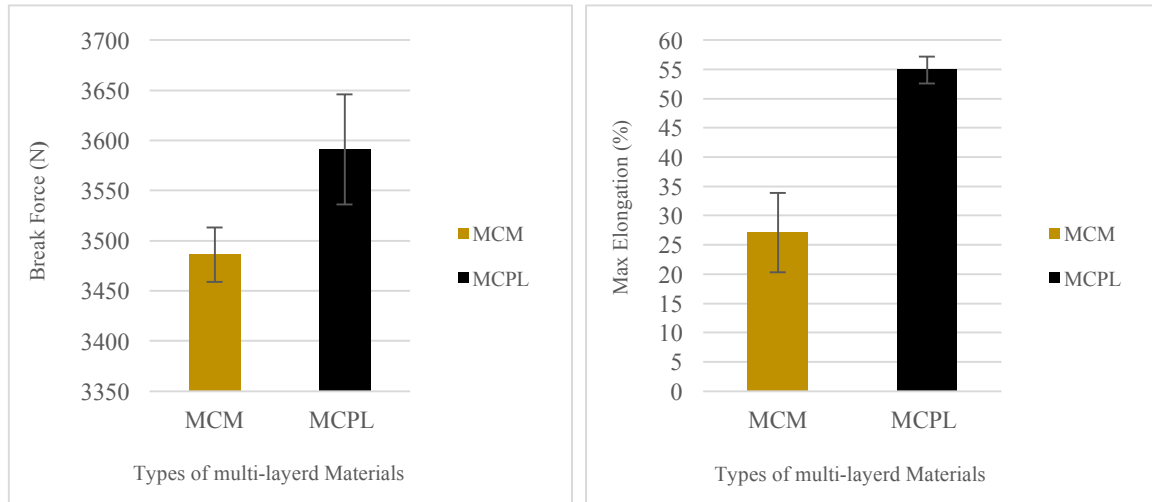 3700
3650
3600
3550
3500
3450
3400
3350
Break Force (N)
MCM
MCPL
MCM
MCPL
Types of multi-layerd Materials
60
55
50
45
40
35
30
25
20
15
10
5
0
Max Elongation (%)
MCM
MCPL
MCM
MCPL
Types of multi-layerd Materials